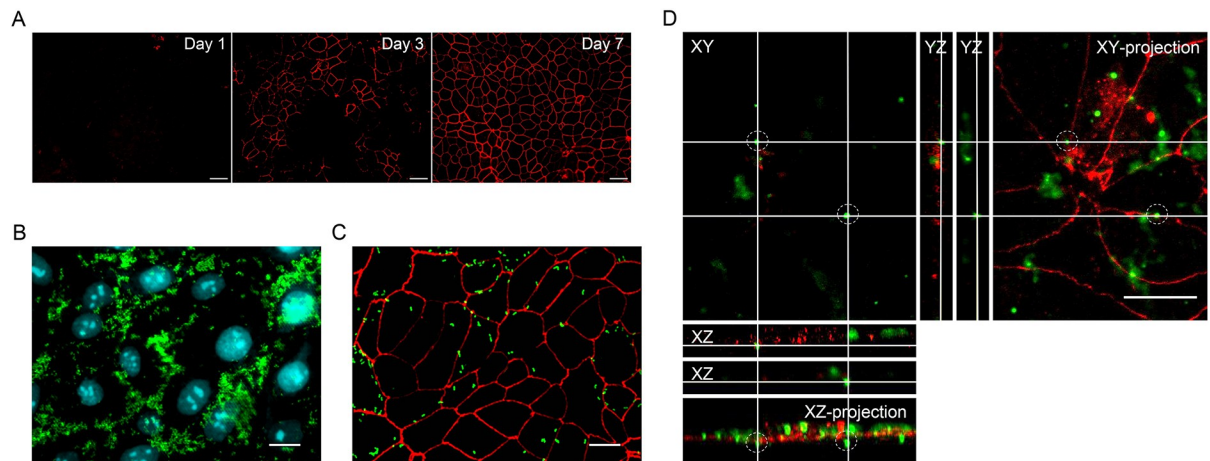 A
Day 1
Day 3
Day 7
B
C
D
XY
YZ
YZ
XY-projection
XZ
XZ
XZ-projection